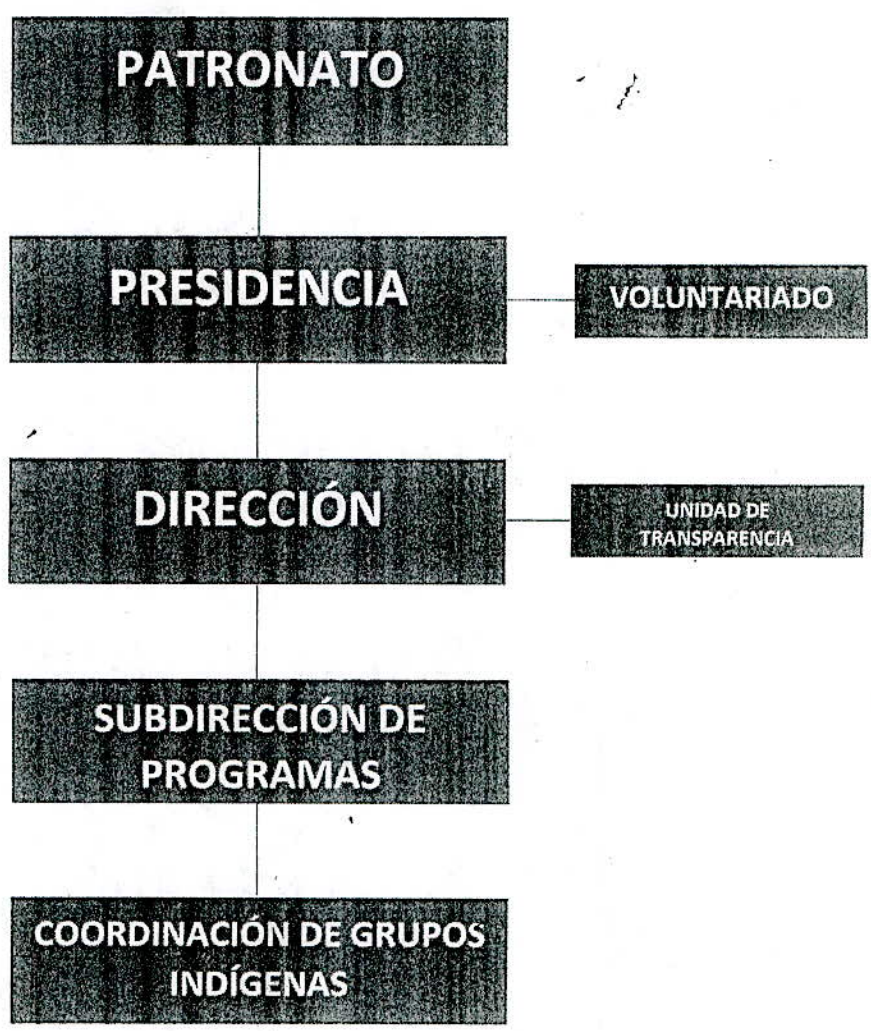 PATRONATO
PRESIDENCIA
VOLUNTARIADO
DIRECCIÓN
UNIDAD DE
TRANSPARENCIA
SUBDIRECCIÓN DE
PROGRAMAS
COORDINACIÓN DE GRUPOS
INDÍGENAS